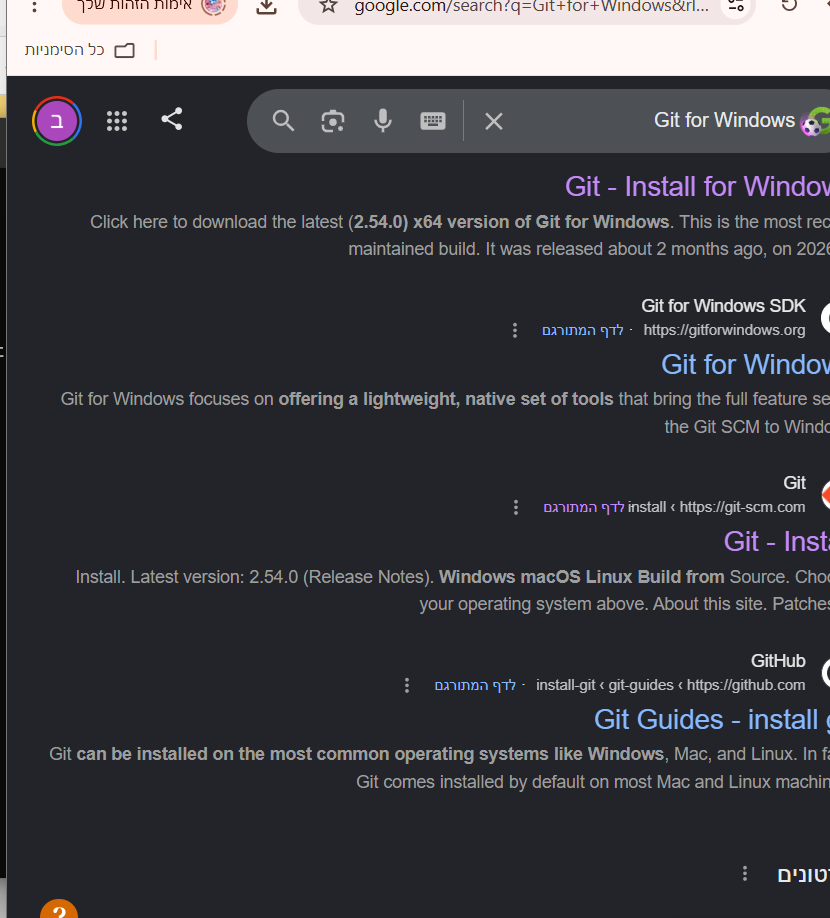 אימות הזהות שלך
google.com/search?q=Git+for+Windows&rl...
כל הסימניות
ב
Git for Windows
Git - Install for Window
Click here to download the latest (2.54.0) x64 version of Git for Windows. This is the most rec
maintained build. It was released about 2 months ago, on 2026
Git for Windows SDK
https://gitforwindows.org · לדף המתורגם
Git for Window
Git for Windows focuses on offering a lightweight, native set of tools that bring the full feature se
the Git SCM to Windo
Git
https://git-scm.com › install לדף המתורגם
Git - Insta
Install. Latest version: 2.54.0 (Release Notes). Windows macOS Linux Build from Source. Choo
your operating system above. About this site. Patches
GitHub
https://github.com › git-guides › install-git · לדף המתורגם
Git Guides - install g
Git can be installed on the most common operating systems like Windows, Mac, and Linux. In fa
Git comes installed by default on most Mac and Linux machin
רטונים
?